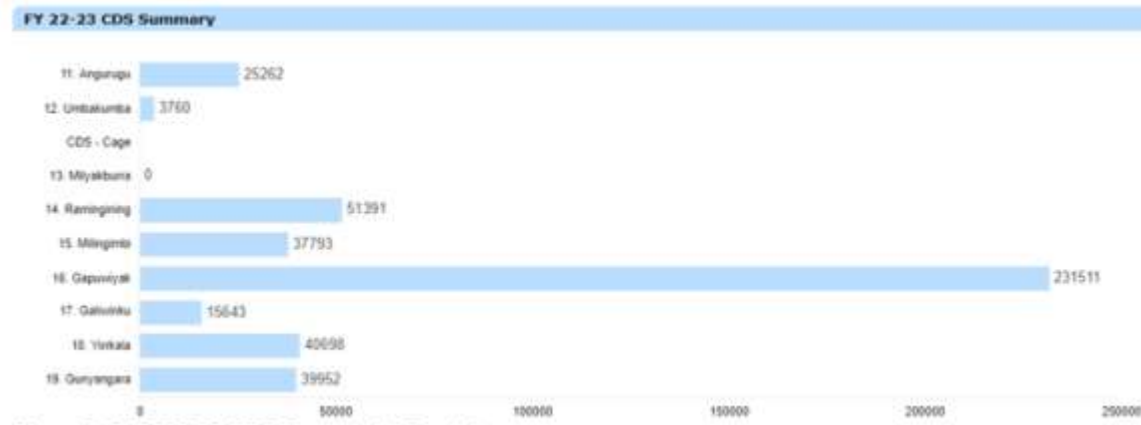 FY 22-23 CDS Summary
11. Angurugu 25262
12. Umbakumba 3760
CDS - Cage
13. Milyakburra 0
14. Ramingining 51391
15. Milingimbi 37793
16. Gapuwiyak 231511
17. Galiwinku 15643
18. Yirrkala 40698
19. Gunyangara 39952
0 50000 100000 150000 200000 250000